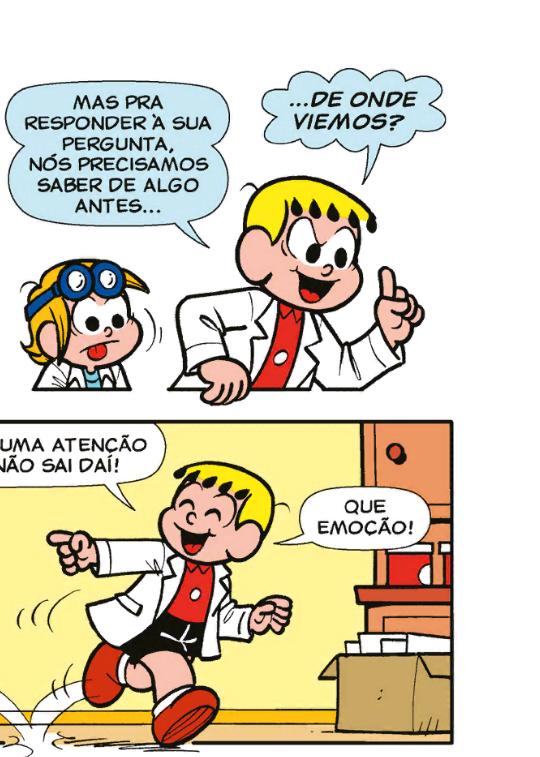 MAS PRA
RESPONDER À SUA
PERGUNTA,
NÓS PRECISAMOS
SABER DE ALGO
ANTES...
...DE ONDE
VIEMOS?
UMA ATENÇÃO
NÃO SAI DAÍ!
QUE
EMOÇÃO!